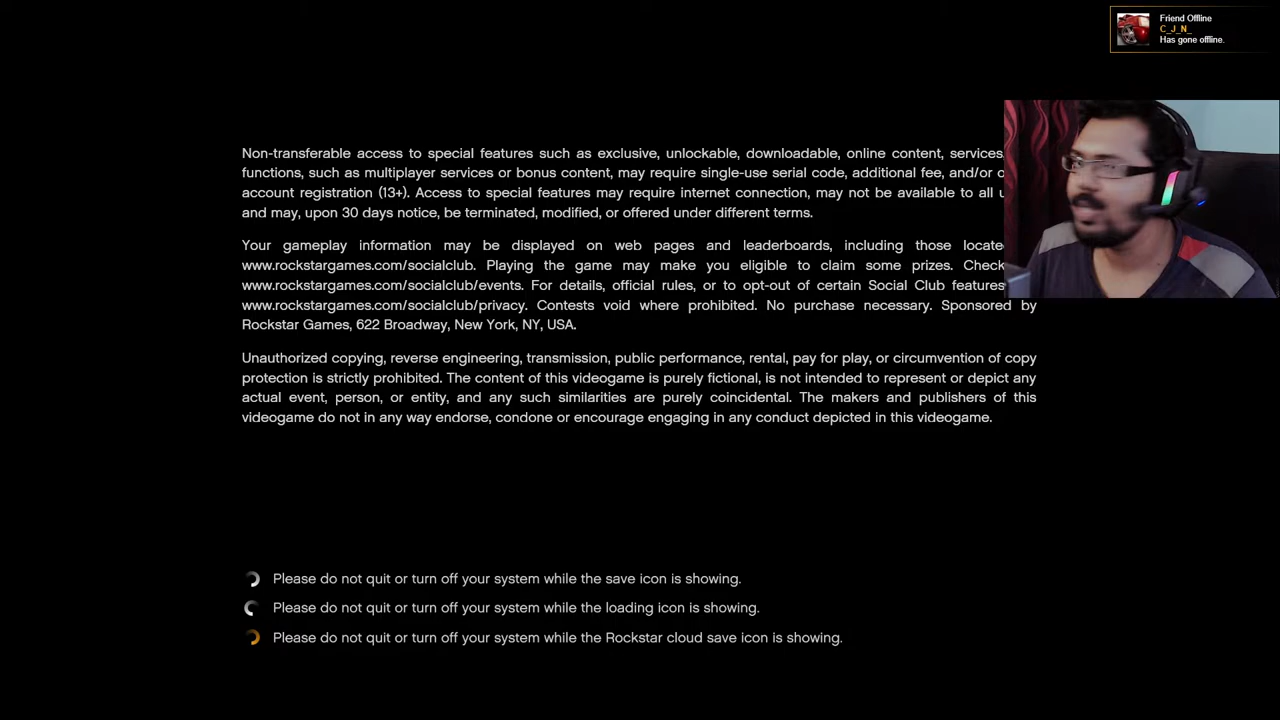 Friend Offline
C_J_N_
Has gone offline.
Non-transferable access to special features such as exclusive, unlockable, downloadable, online content, services,
functions, such as multiplayer services or bonus content, may require single-use serial code, additional fee, and/or o
account registration (13+). Access to special features may require internet connection, may not be available to all u
and may, upon 30 days notice, be terminated, modified, or offered under different terms.
Your gameplay information may be displayed on web pages and leaderboards, including those locate
www.rockstargames.com/socialclub. Playing the game may make you eligible to claim some prizes. Check
www.rockstargames.com/socialclub/events. For details, official rules, or to opt-out of certain Social Club features
www.rockstargames.com/socialclub/privacy. Contests void where prohibited. No purchase necessary. Sponsored by
Rockstar Games, 622 Broadway, New York, NY, USA.
Unauthorized copying, reverse engineering, transmission, public performance, rental, pay for play, or circumvention of copy
protection is strictly prohibited. The content of this videogame is purely fictional, is not intended to represent or depict any
actual event, person, or entity, and any such similarities are purely coincidental. The makers and publishers of this
videogame do not in any way endorse, condone or encourage engaging in any conduct depicted in this videogame.
Please do not quit or turn off your system while the save icon is showing.
Please do not quit or turn off your system while the loading icon is showing.
Please do not quit or turn off your system while the Rockstar cloud save icon is showing.